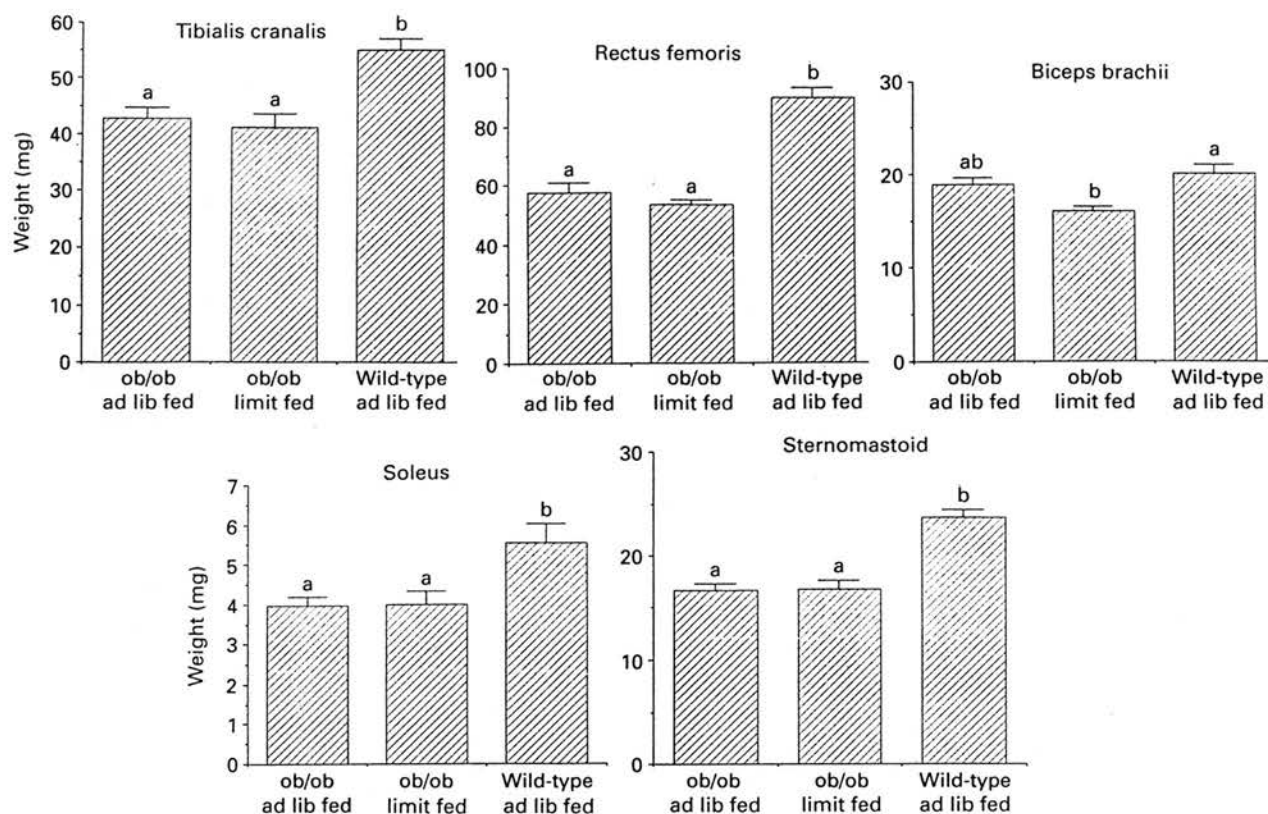 Tibialis cranalis
Weight (mg)
60
50
40
30
20
10
0
a
a
b
ob/ob
ad lib fed
ob/ob
limit fed
Wild-type
ad lib fed
Rectus femoris
100
80
60
40
20
0
a
a
b
ob/ob
ad lib fed
ob/ob
limit fed
Wild-type
ad lib fed
Biceps brachii
30
20
10
0
ab
b
a
ob/ob
ad lib fed
ob/ob
limit fed
Wild-type
ad lib fed
Soleus
Weight (mg)
7
6
5
4
3
2
1
0
a
a
b
ob/ob
ad lib fed
ob/ob
limit fed
Wild-type
ad lib fed
Sternomastoid
30
20
10
0
a
a
b
ob/ob
ad lib fed
ob/ob
limit fed
Wild-type
ad lib fed